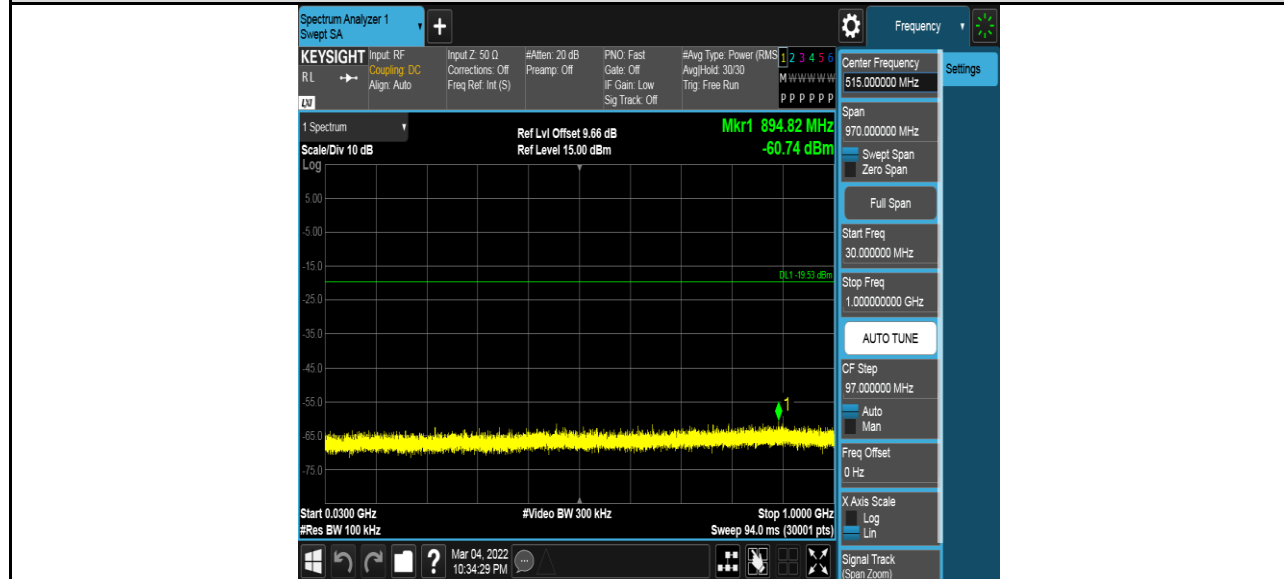 Spectrum Analyzer 1
Swept SA
+
Frequency
KEYSIGHT
RL
LXI
Input: RF
Coupling: DC
Align: Auto
Input Z: 50 Ω
Corrections: Off
Freq Ref: Int (S)
#Atten: 20 dB
Preamp: Off
PNO: Fast
Gate: Off
IF Gain: Low
Sig Track: Off
#Avg Type: Power (RMS
Avg|Hold: 30/30
Trig: Free Run
1 2 3 4 5 6
M W W W W W
P P P P P P
1 Spectrum
Scale/Div 10 dB
Ref Lvl Offset 9.66 dB
Ref Level 15.00 dBm
Mkr1 894.82 MHz
-60.74 dBm
Log
5.00
-5.00
-15.0
-25.0
-35.0
-45.0
-55.0
-65.0
-75.0
DL1 -19.53 dBm
1
Start 0.0300 GHz
#Res BW 100 kHz
#Video BW 300 kHz
Stop 1.0000 GHz
Sweep 94.0 ms (30001 pts)
?
Mar 04, 2022
10:34:29 PM
Center Frequency
515.000000 MHz
Span
970.000000 MHz
Swept Span
Zero Span
Full Span
Start Freq
30.000000 MHz
Stop Freq
1.000000000 GHz
AUTO TUNE
CF Step
97.000000 MHz
Auto
Man
Freq Offset
0 Hz
X Axis Scale
Log
Lin
Signal Track
(Span Zoom)
Settings